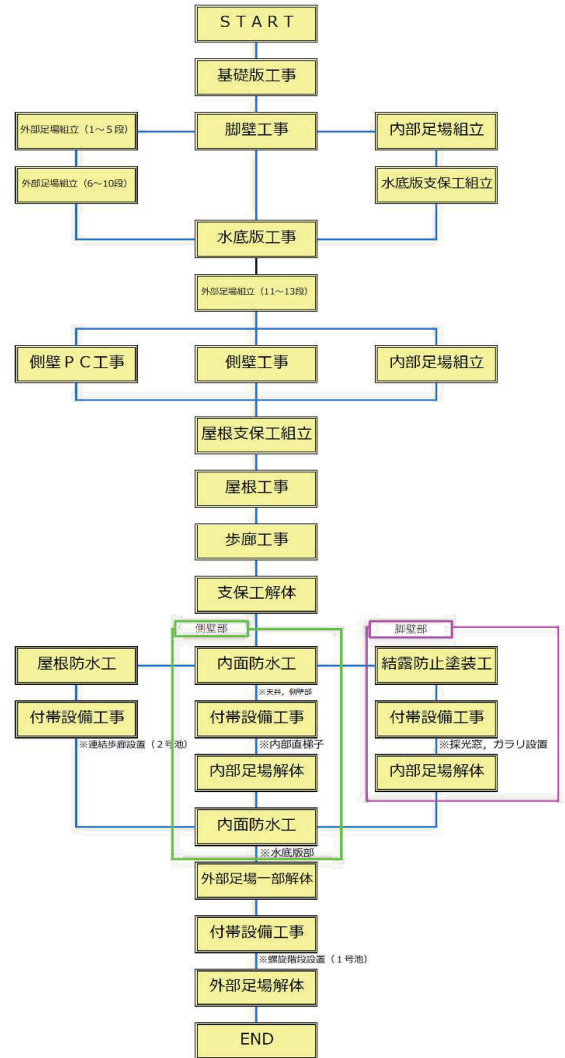 ＳＴＡＲＴ
基礎版工事
外部足場組立（1～５段）
脚壁工事
内部足場組立
外部足場組立（6～10段）
水底版支保工組立
水底版工事
外部足場組立（11～13段）
側壁ＰＣ工事
側壁工事
内部足場組立
屋根支保工組立
屋根工事
歩廊工事
支保工解体
側壁部
脚壁部
屋根防水工
内面防水工
結露防止塗装工
※天井，側壁部
付帯設備工事
付帯設備工事
付帯設備工事
※連結歩廊設置（２号池）
※内部直梯子
※採光窓，ガラリ設置
内部足場解体
内部足場解体
内面防水工
※水底版部
外部足場一部解体
付帯設備工事
※螺旋階段設置（１号池）
外部足場解体
END